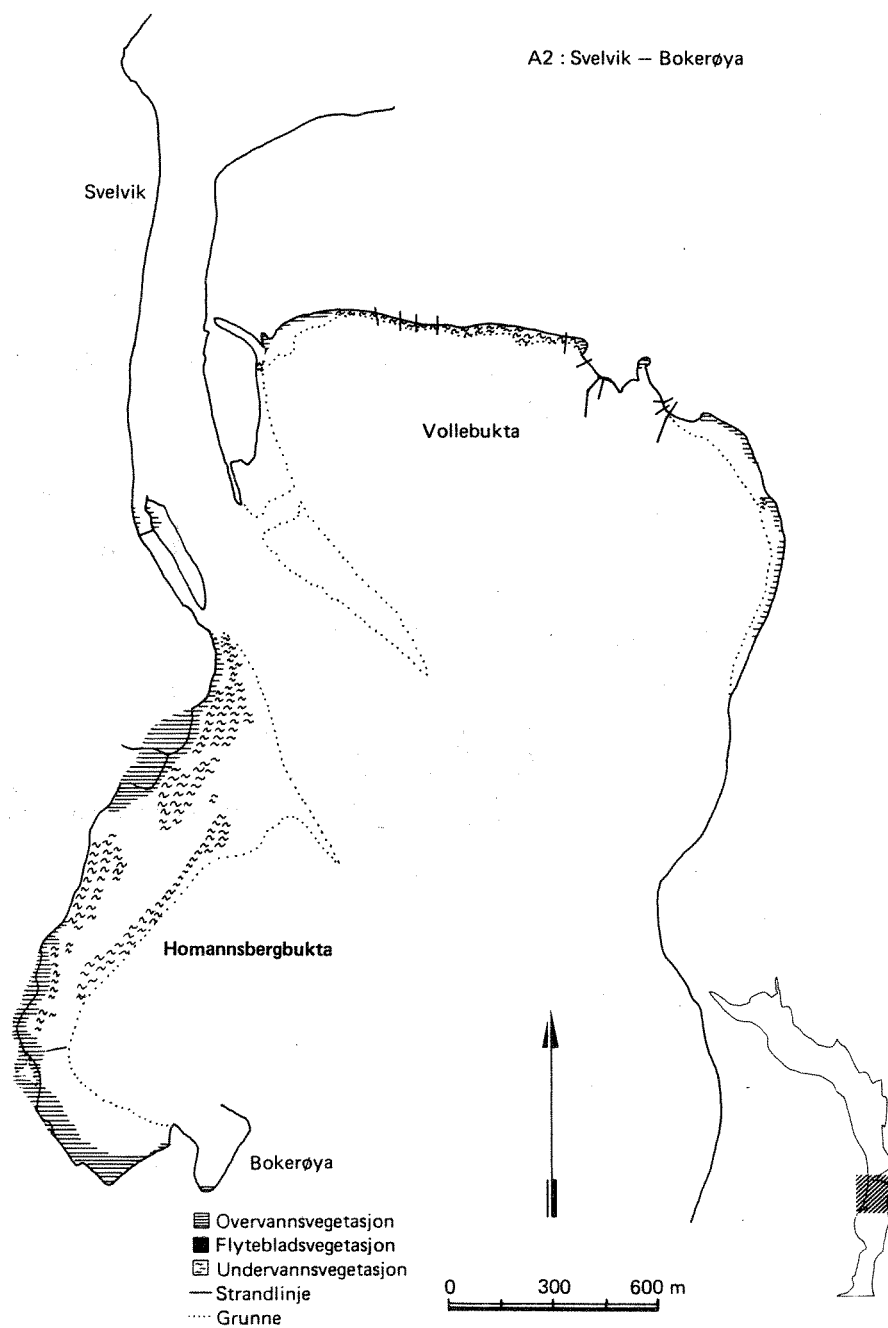 A2 : Svelvik – Bokerøya
Svelvik
Vollebukta
Homannsbergbukta
Bokerøya
Overvannsvegetasjon
Flytebladsvegetasjon
Undervannsvegetasjon
Strandlinje
Grunne
0 300 600 m